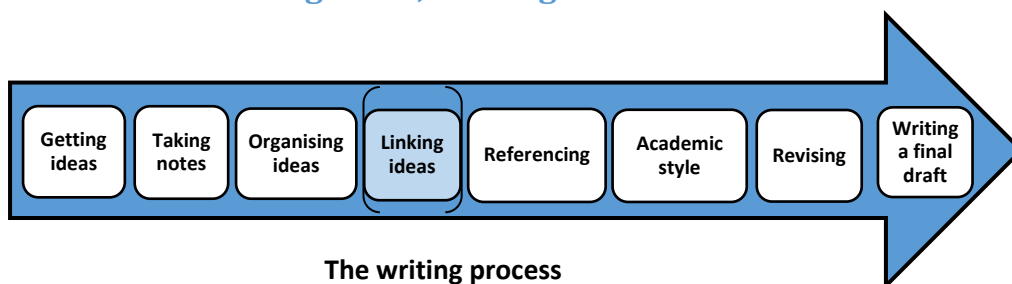 Getting
ideas
Taking
notes
Organising
ideas
Linking
ideas
Referencing
Academic
style
Revising
Writing
a final
draft
The writing process